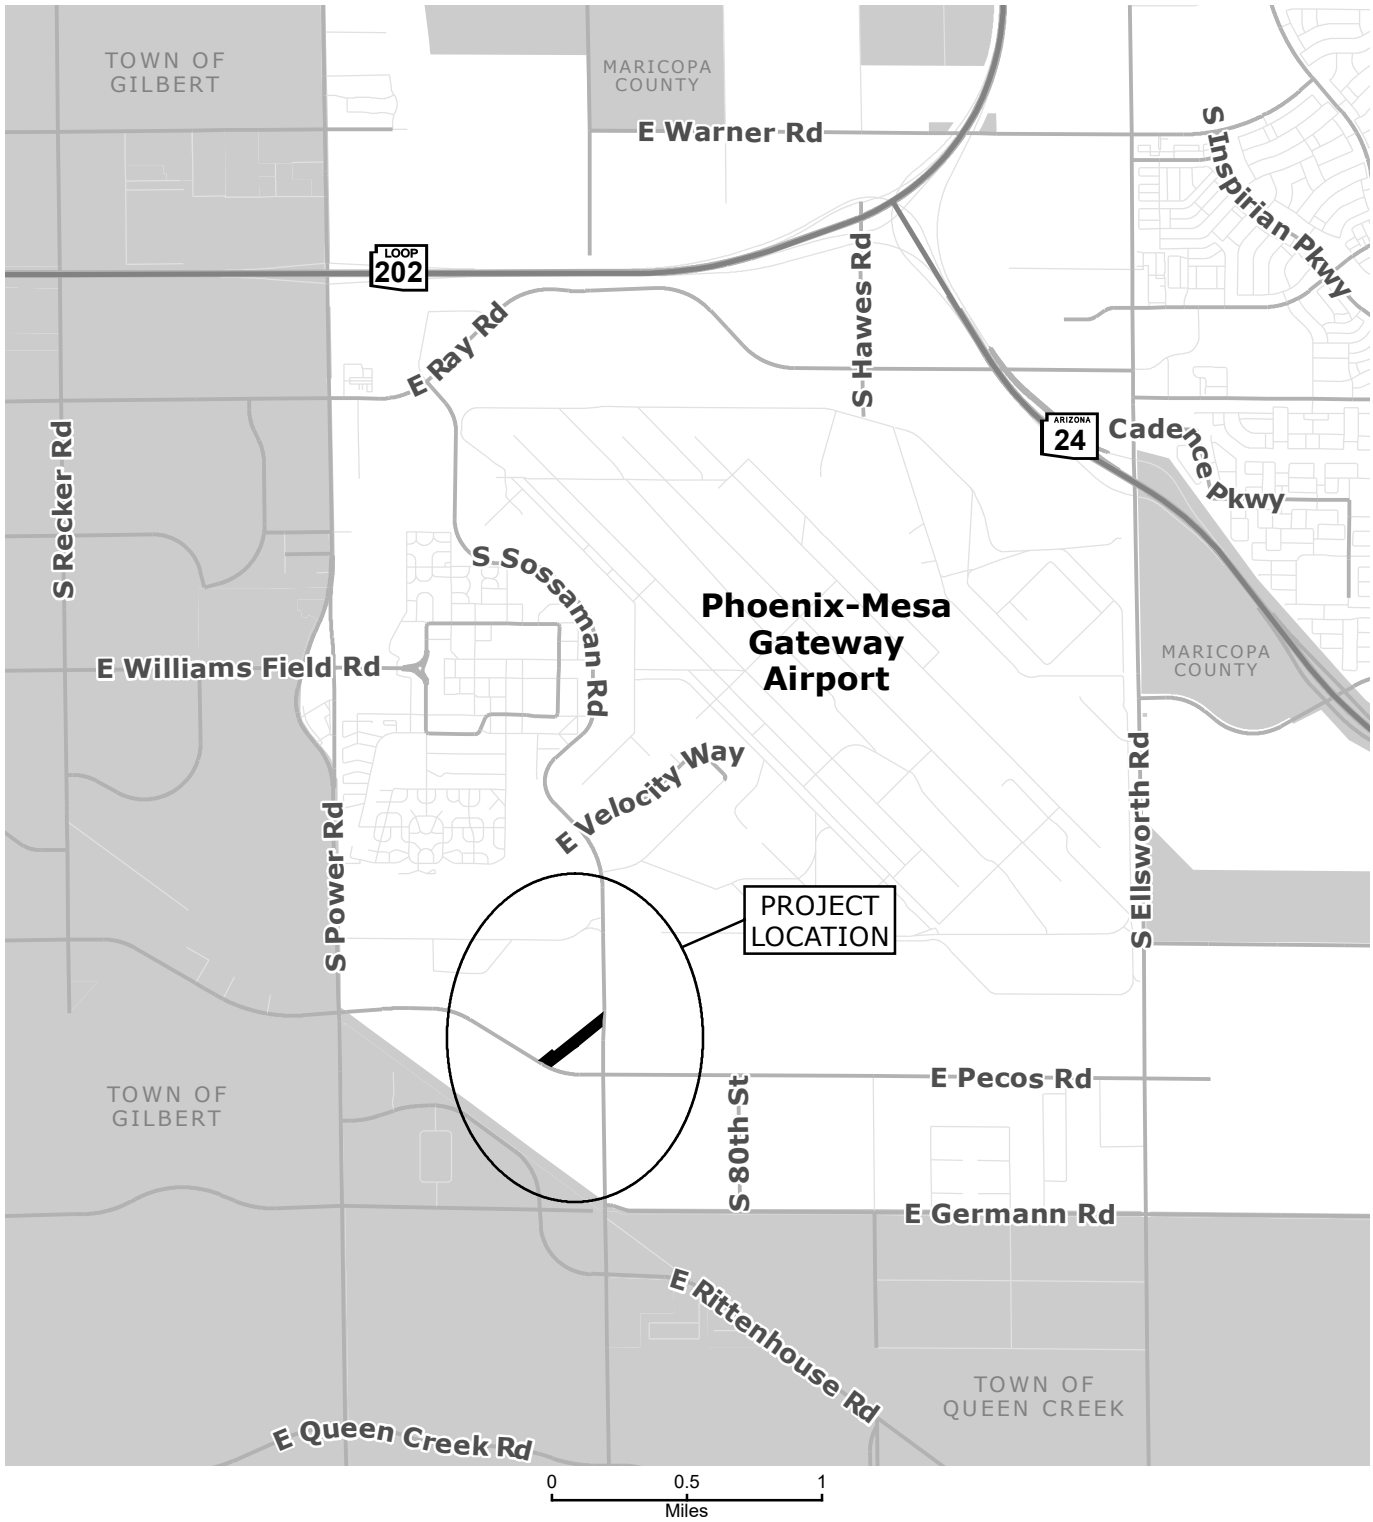 TOWN OF
GILBERT
MARICOPA
COUNTY
E Warner Rd
S Inspirian Pkwy
LOOP
202
S Hawes Rd
E Ray Rd
ARIZONA
24
Cadence Pkwy
S Recker Rd
S Sossaman Rd
Phoenix-Mesa
Gateway
Airport
E Williams Field Rd
MARICOPA
COUNTY
E Velocity Way
S Power Rd
S Ellsworth Rd
PROJECT
LOCATION
E Pecos Rd
S 80th St
TOWN OF
GILBERT
E Germann Rd
E Rittenhouse Rd
TOWN OF
QUEEN CREEK
E Queen Creek Rd
0 0.5 1
Miles